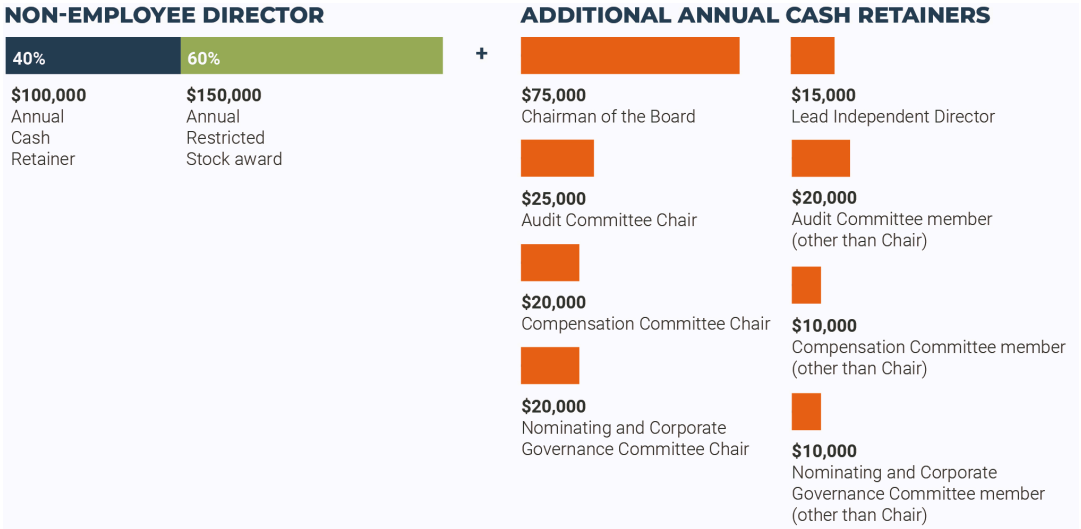 NON-EMPLOYEE DIRECTOR
40%
60%
$100,000
Annual
Cash
Retainer
$150,000
Annual
Restricted
Stock award
+
ADDITIONAL ANNUAL CASH RETAINERS
$75,000
Chairman of the Board
$25,000
Audit Committee Chair
$20,000
Compensation Committee Chair
$20,000
Nominating and Corporate
Governance Committee Chair
$15,000
Lead Independent Director
$20,000
Audit Committee member
(other than Chair)
$10,000
Compensation Committee member
(other than Chair)
$10,000
Nominating and Corporate
Governance Committee member
(other than Chair)